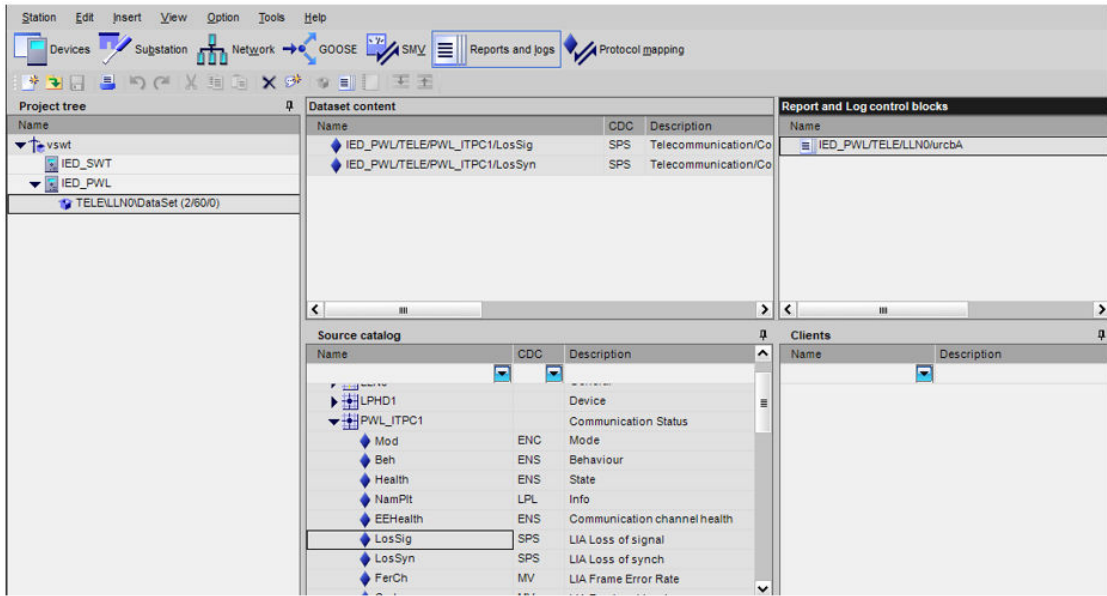 Station Edit Insert View Option Tools Help
Devices Substation Network GOOSE SMV Reports and logs Protocol mapping
Project tree
Name
vswt
IED_SWT
IED_PWL
TELE\LLN0\DataSet (2/60/0)
Dataset content
Name CDC Description
IED_PWL/TELE/PWL_ITPC1/LosSig SPS Telecommunication/Co
IED_PWL/TELE/PWL_ITPC1/LosSyn SPS Telecommunication/Co
Report and Log control blocks
Name
IED_PWL/TELE/LLN0/urcbA
Source catalog
Name CDC Description
LPHD1 Device
PWL_ITPC1 Communication Status
Mod ENC Mode
Beh ENS Behaviour
Health ENS State
NamPlt LPL Info
EEHealth ENS Communication channel health
LosSig SPS LIA Loss of signal
LosSyn SPS LIA Loss of synch
FerCh MV LIA Frame Error Rate
Clients
Name Description